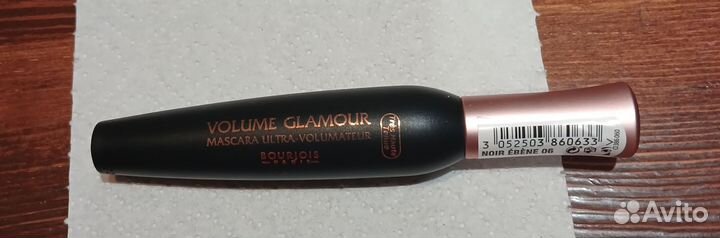 VOLUME GLAMOUR
MASCARA ULTRA-VOLUMATEUR
BOURJOIS
PARIS
3 052503 860633
NOIR ÉBÈNE 06
Avito